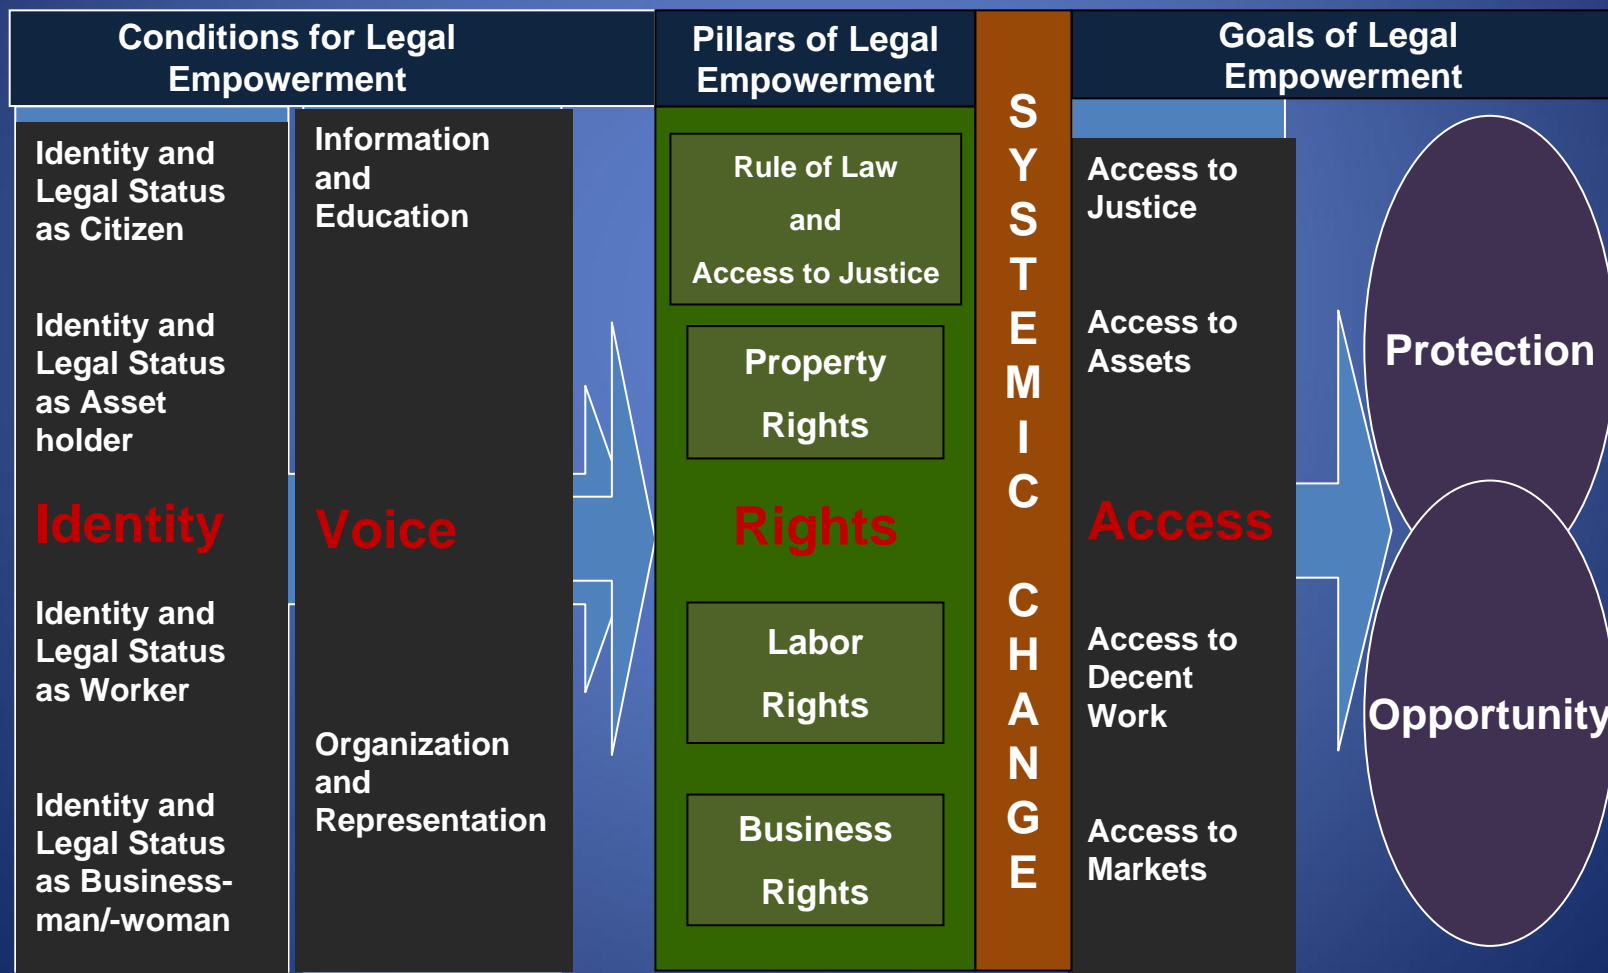 Conditions for Legal
Empowerment
Identity and
Legal Status
as Citizen
Identity and
Legal Status
as Asset
holder
Identity
Identity and
Legal Status
as Worker
Identity and
Legal Status
as Business-
man/-woman
Information
and
Education
Voice
Organization
and
Representation
Pillars of Legal
Empowerment
Rule of Law
and
Access to Justice
Property
Rights
Rights
Labor
Rights
Business
Rights
S
Y
S
T
E
M
I
C
C
H
A
N
G
E
Goals of Legal
Empowerment
Access to
Justice
Access to
Assets
Access
Access to
Decent
Work
Access to
Markets
Protection
Opportunity